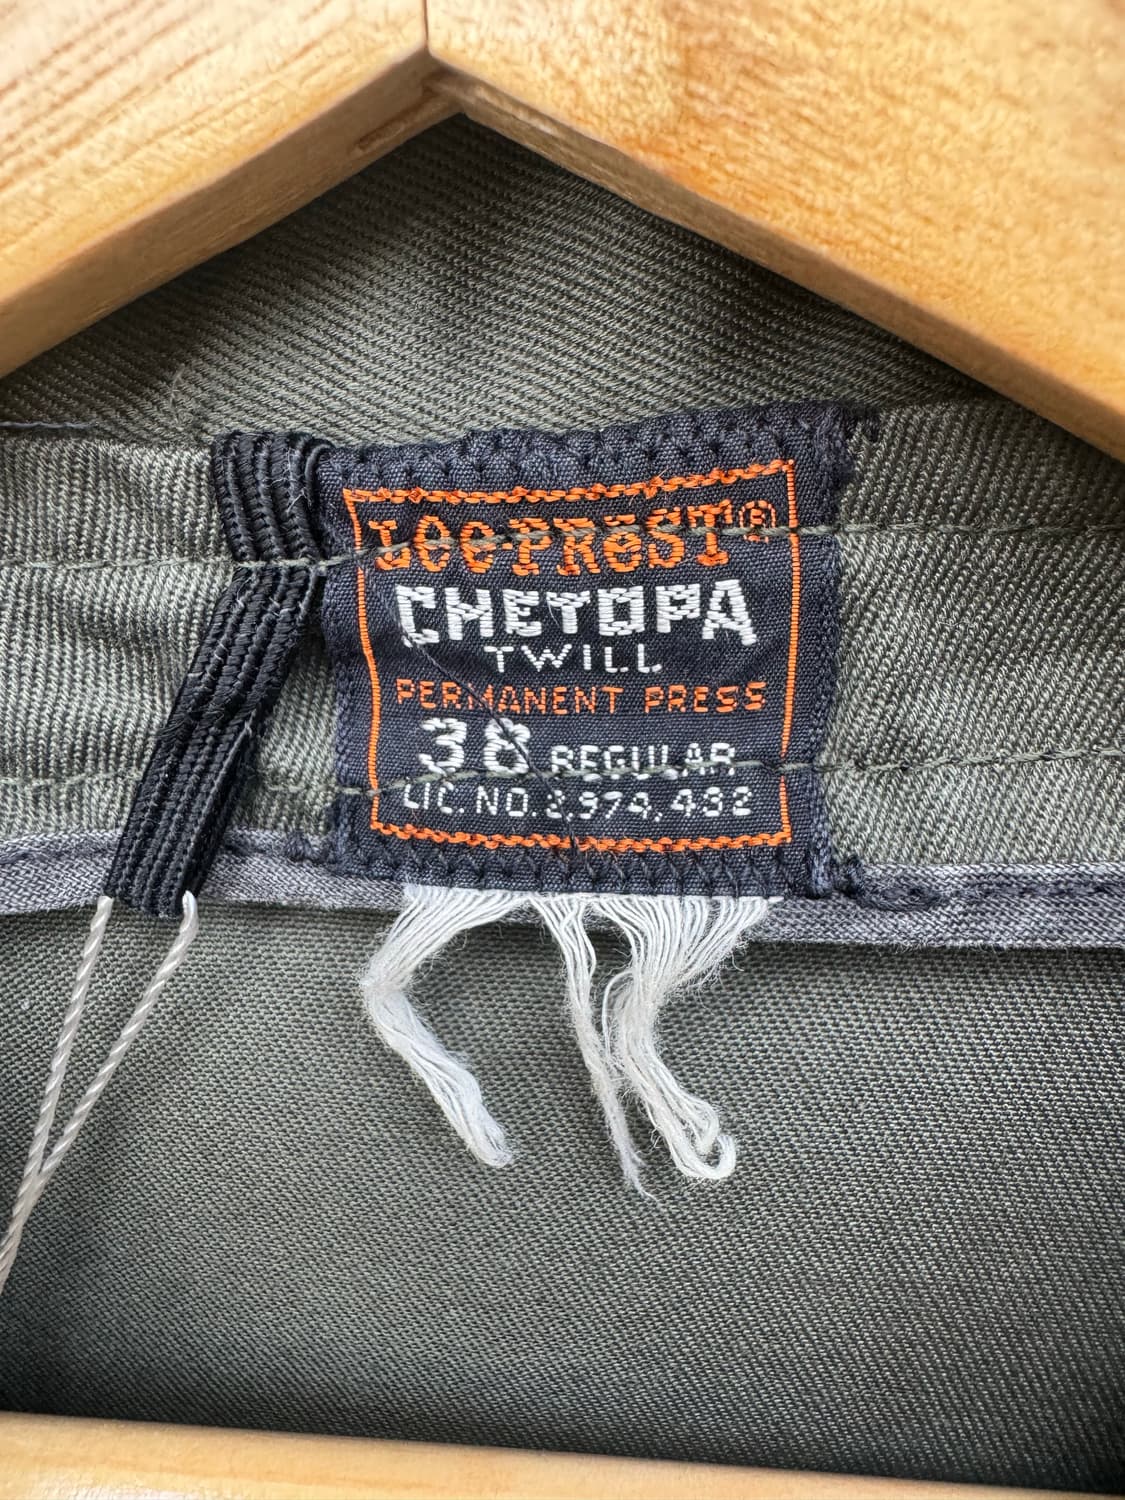 Lee-PReST®
CHETOPA
TWILL
PERMANENT PRESS
38 REGULAR
LIC. NO. 2,974,432